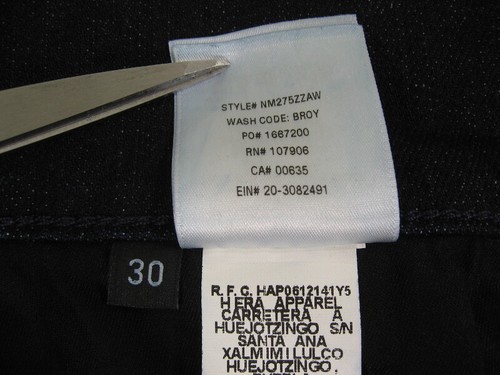 STYLE# NM275ZZAW
WASH CODE: BROY
PO# 1667200
RN# 107906
CA# 00635
EIN# 20-3082491
30
R.F.C. HAP0612141Y5
H ERA APPAREL
CARRETERA A
HUEJOTZINGO S/N
SANTA ANA
XALMIMILULCO
HUEJOTZINGO,